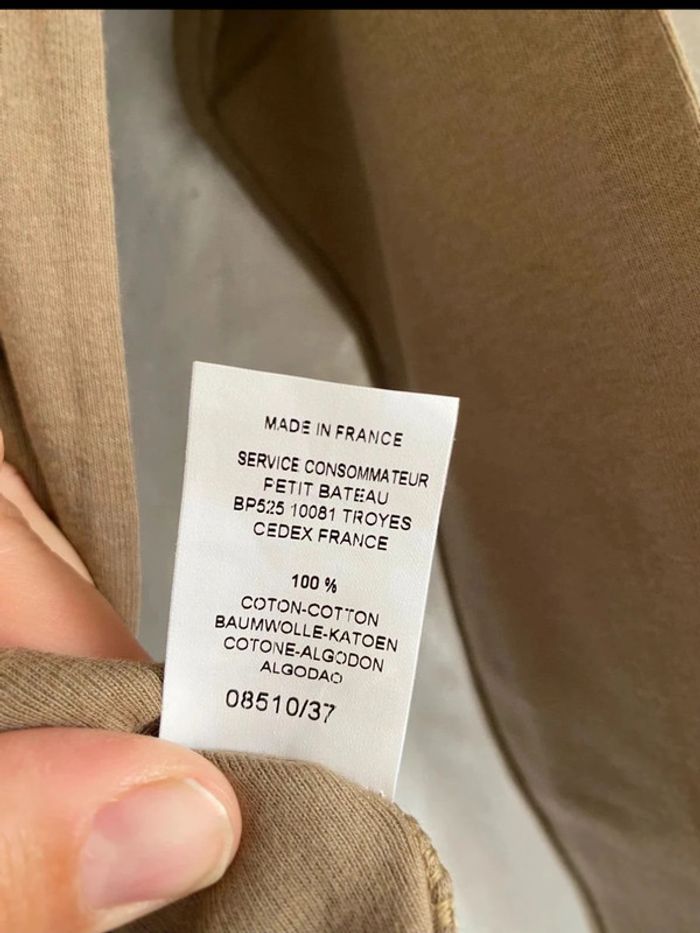 MADE IN FRANCE
SERVICE CONSOMMATEUR
PETIT BATEAU
BP525 10081 TROYES
CEDEX FRANCE
100 %
COTON-COTTON
BAUMWOLLE-KATOEN
COTONE-ALGODON
ALGODAO
08510/37